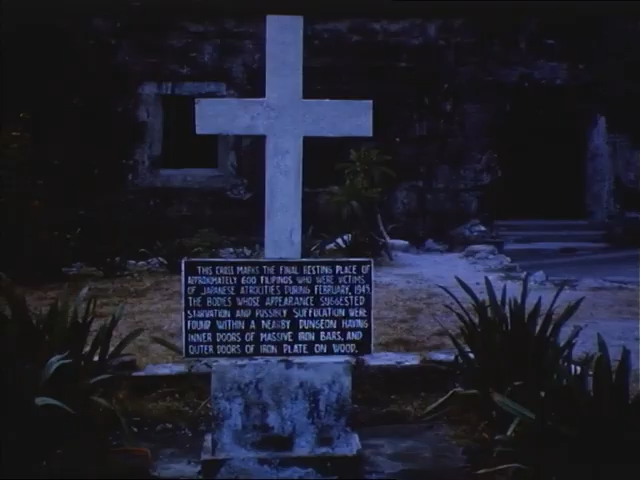 THIS CROSS MARKS THE FINAL RESTING PLACE OF
APPROXIMATELY 600 FILIPINOS WHO WERE VICTIMS
OF JAPANESE ATROCITIES DURING FEBRUARY, 1945.
THE BODIES WHOSE APPEARANCE SUGGESTED
STARVATION AND POSSIBLY SUFFOCATION WERE
FOUND WITHIN A NEARBY DUNGEON HAVING
INNER DOORS OF MASSIVE IRON BARS, AND
OUTER DOORS OF IRON PLATE ON WOOD.